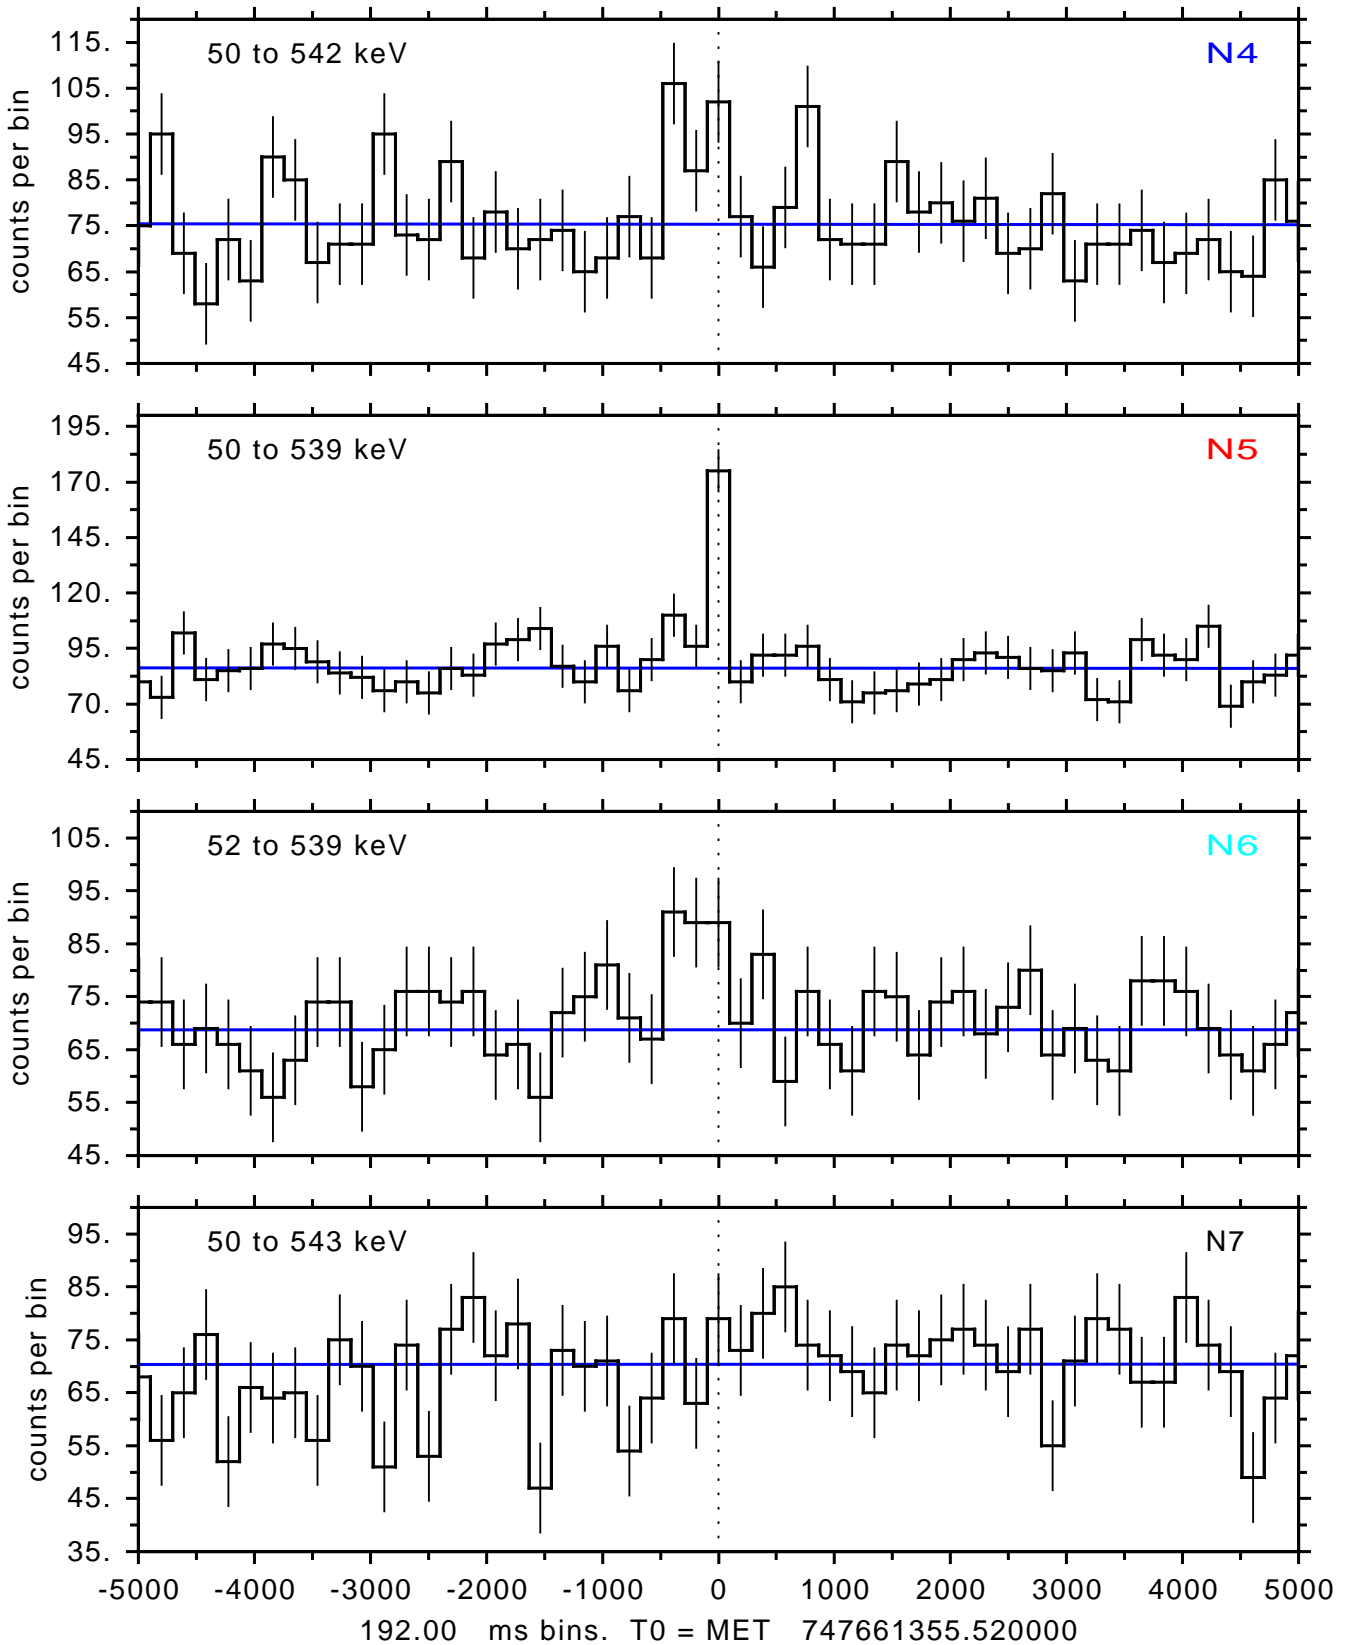 50 to 542 keV N4
115.
105.
95.
85.
75.
65.
55.
45.
counts per bin
50 to 539 keV N5
195.
170.
145.
120.
95.
70.
45.
counts per bin
52 to 539 keV N6
105.
95.
85.
75.
65.
55.
45.
counts per bin
50 to 543 keV N7
95.
85.
75.
65.
55.
45.
35.
counts per bin
-5000 -4000 -3000 -2000 -1000 0 1000 2000 3000 4000 5000
192.00 ms bins. T0 = MET 747661355.520000